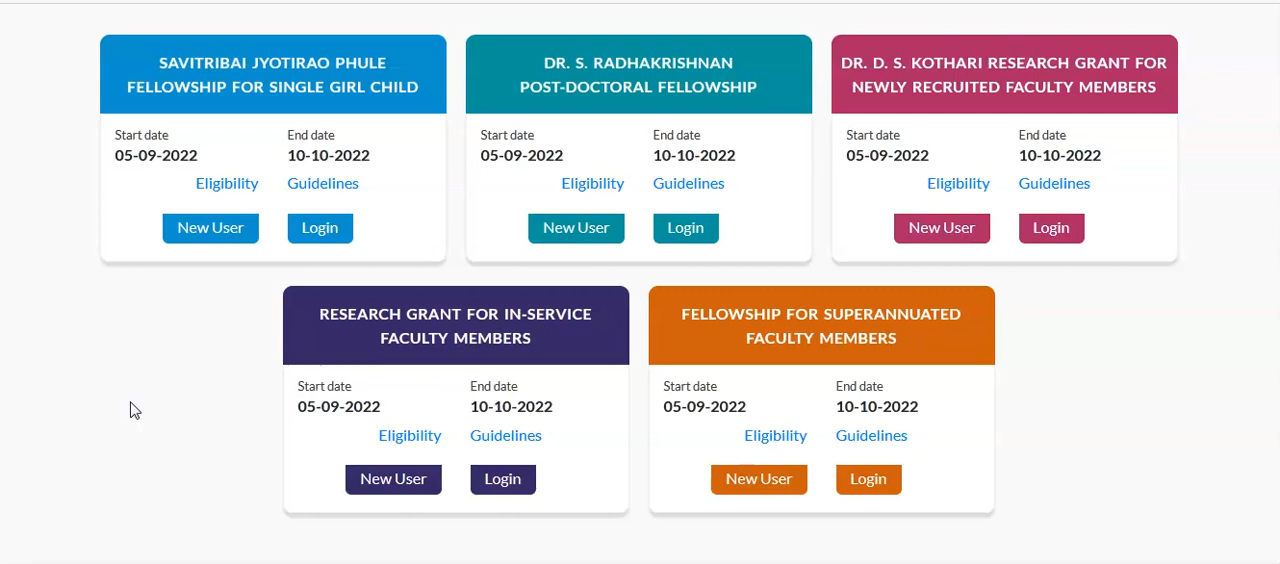 SAVITRIBAI JYOTIRAO PHULE
FELLOWSHIP FOR SINGLE GIRL CHILD
Start date End date
05-09-2022 10-10-2022
Eligibility Guidelines
New User Login
DR. S. RADHAKRISHNAN
POST-DOCTORAL FELLOWSHIP
Start date End date
05-09-2022 10-10-2022
Eligibility Guidelines
New User Login
DR. D. S. KOTHARI RESEARCH GRANT FOR
NEWLY RECRUITED FACULTY MEMBERS
Start date End date
05-09-2022 10-10-2022
Eligibility Guidelines
New User Login
RESEARCH GRANT FOR IN-SERVICE
FACULTY MEMBERS
Start date End date
05-09-2022 10-10-2022
Eligibility Guidelines
New User Login
FELLOWSHIP FOR SUPERANNUATED
FACULTY MEMBERS
Start date End date
05-09-2022 10-10-2022
Eligibility Guidelines
New User Login